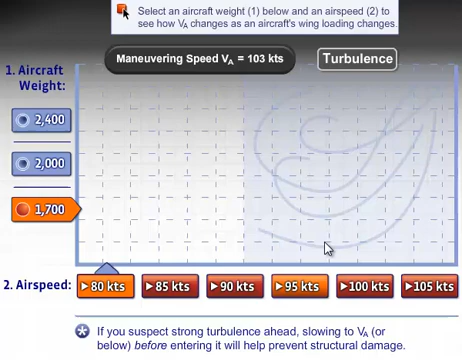 Select an aircraft weight (1) below and an airspeed (2) to
see how VA changes as an aircraft's wing loading changes.
Maneuvering Speed VA = 103 kts
Turbulence
1. Aircraft
Weight:
2,400
2,000
1,700
2. Airspeed:
80 kts
85 kts
90 kts
95 kts
100 kts
105 kts
If you suspect strong turbulence ahead, slowing to VA (or
below) before entering it will help prevent structural damage.